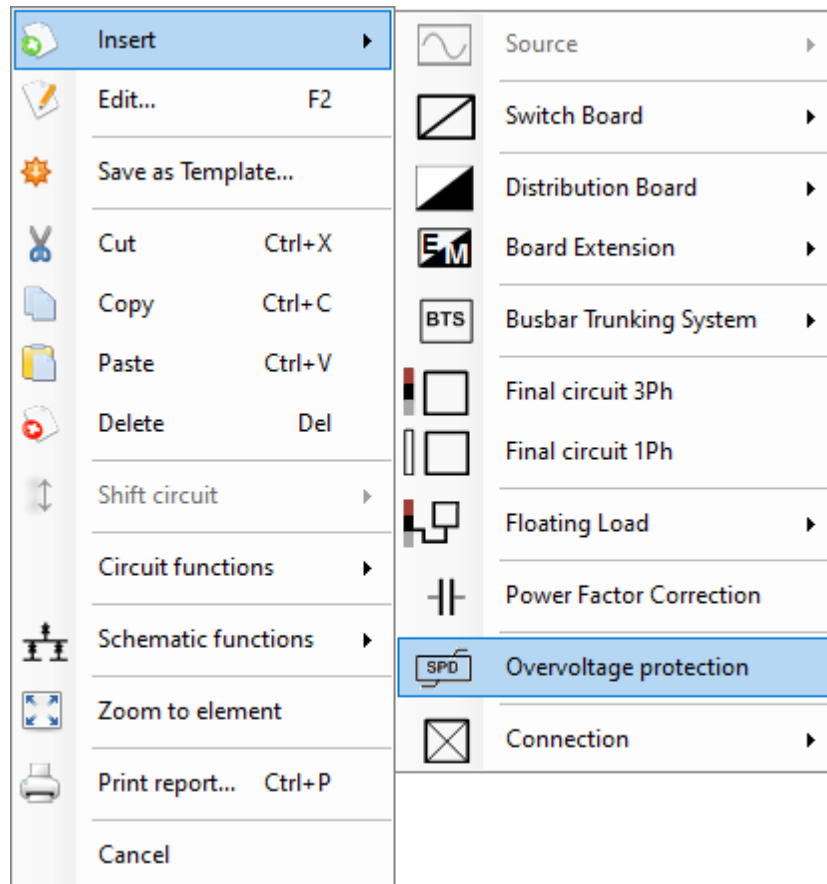 Insert
Edit... F2
Save as Template...
Cut Ctrl+X
Copy Ctrl+C
Paste Ctrl+V
Delete Del
Shift circuit
Circuit functions
Schematic functions
Zoom to element
Print report... Ctrl+P
Cancel
Source
Switch Board
Distribution Board
EM Board Extension
BTS Busbar Trunking System
Final circuit 3Ph
Final circuit 1Ph
Floating Load
Power Factor Correction
SPD Overvoltage protection
Connection